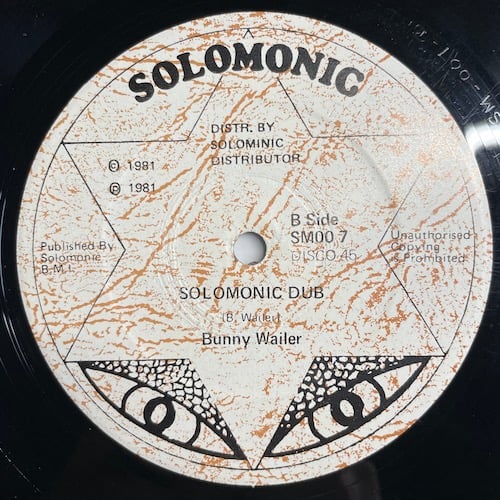 SOLOMONIC
DISTR. BY
SOLOMINIC
DISTRIBUTOR
© 1981
℗ 1981
B Side
SM00 7
DISCO 45
Published By
Solomonic
B.M.I.
Unauthorised
Copying
is Prohibited
SOLOMONIC DUB
(B. Wailer)
Bunny Wailer